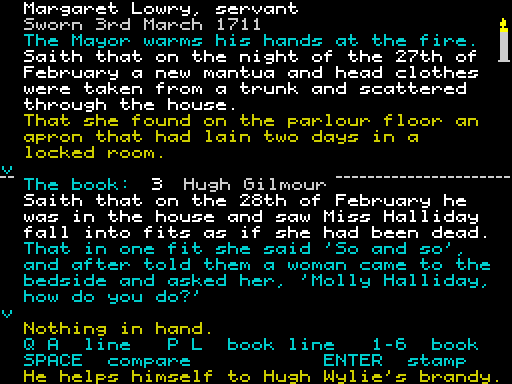 Margaret Lowry, servant
Sworn 3rd March 1711
The Mayor warms his hands at the fire.
Saith that on the night of the 27th of
February a new mantua and head clothes
were taken from a trunk and scattered
through the house.
That she found on the parlour floor an
apron that had lain two days in a
locked room.
v
The book: 3 Hugh Gilmour
Saith that on the 28th of February he
was in the house and saw Miss Halliday
fall into fits as if she had been dead.
That in one fit she said 'So and so',
and after told them a woman came to the
bedside and asked her, 'Molly Halliday,
how do you do?'
v
Nothing in hand.
Q A line P L book line 1-6 book
SPACE compare ENTER stamp
He helps himself to Hugh Wylie's brandy.